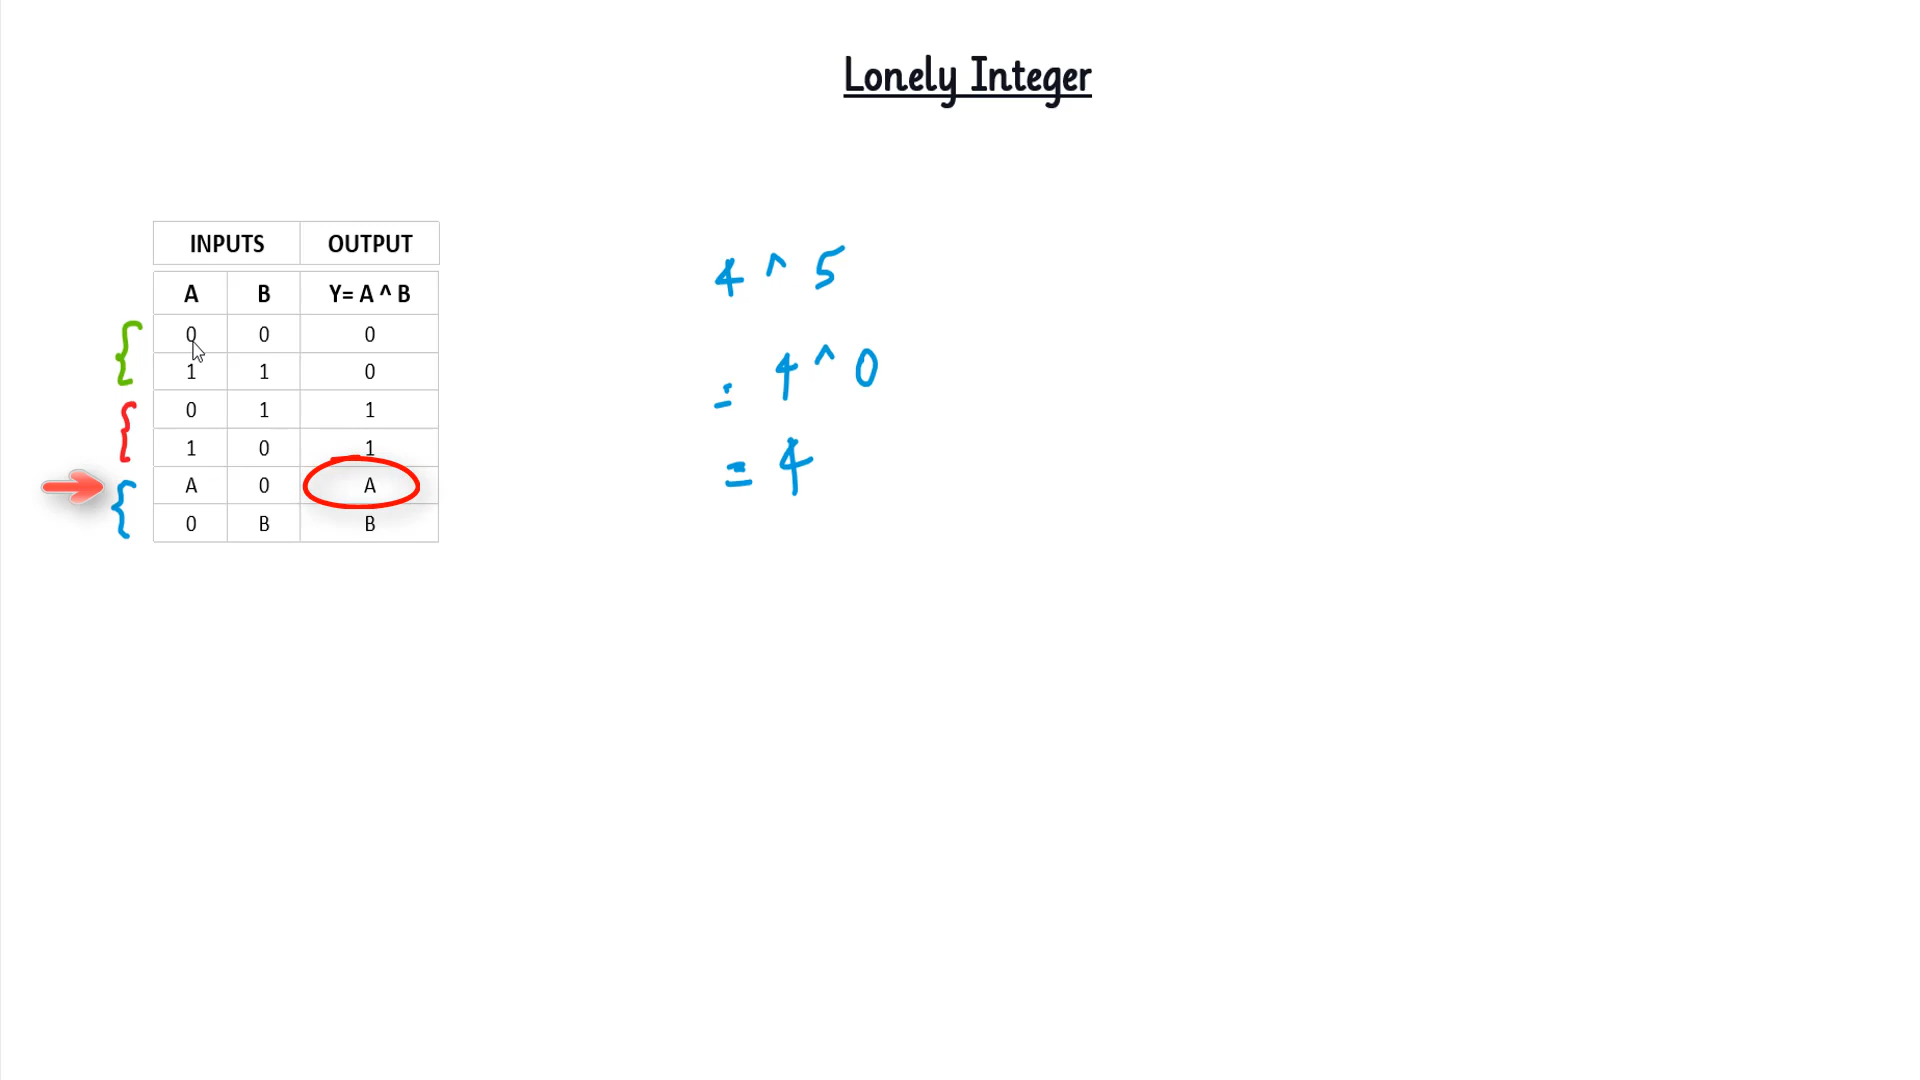 Lonely Integer
INPUTS OUTPUT
A B Y= A ^ B
0 0 0
1 1 0
0 1 1
1 0 1
A 0 A
0 B B
4 ^ 5
= 4 ^ 0
= 4